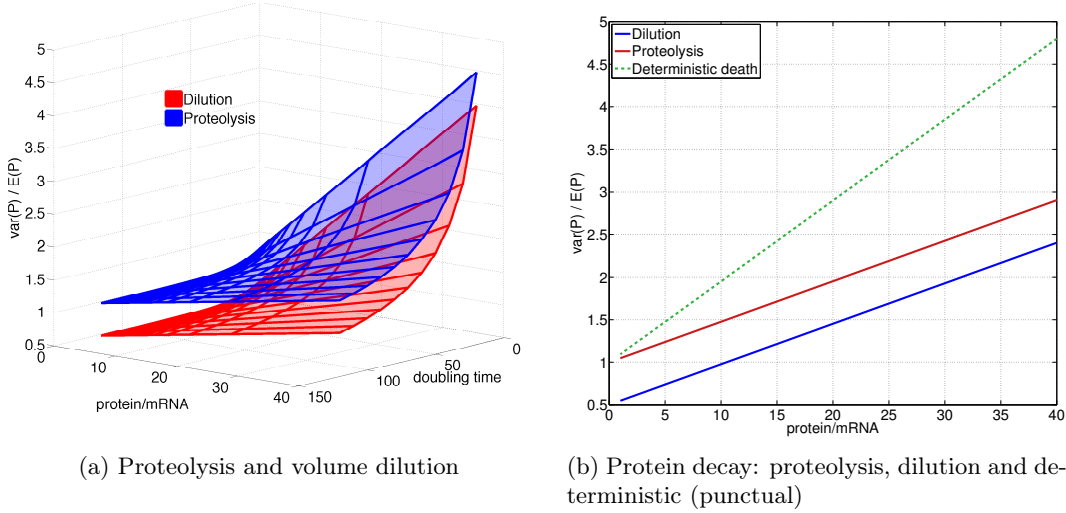 5
4.5
4
3.5
3
2.5
2
1.5
1
0.5
var(P) / E(P)
Dilution
Proteolysis
0
10
20
30
40
protein/mRNA
150
100
50
0
doubling time
(a) Proteolysis and volume dilution
5
4.5
4
3.5
3
2.5
2
1.5
1
0.5
var(P) / E(P)
Dilution
Proteolysis
Deterministic death
0
5
10
15
20
25
30
35
40
protein/mRNA
(b) Protein decay: proteolysis, dilution and de-
terministic (punctual)